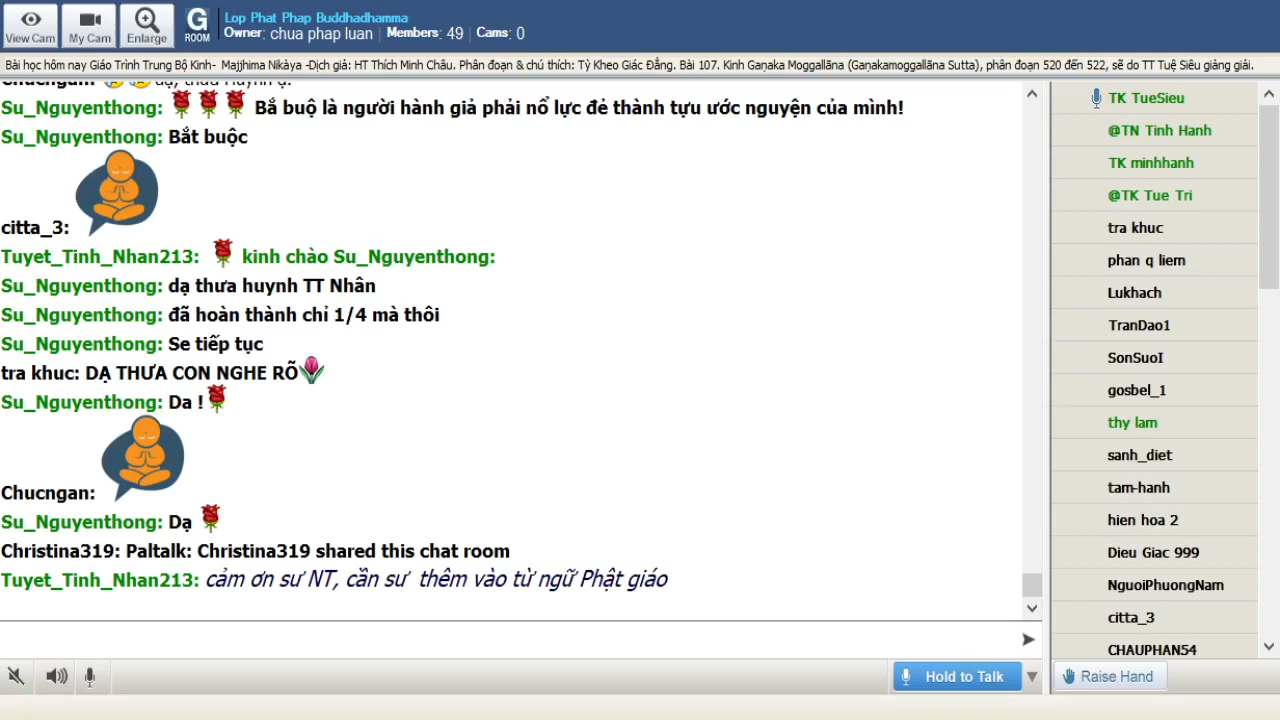 View Cam
My Cam
Enlarge
G
ROOM
Lop Phat Phap Buddhadhamma
Owner: chua phap luan | Members: 49 | Cams: 0
Bài học hôm nay Giáo Trình Trung Bộ Kinh- Majjhima Nikàya -Dịch giả: HT Thích Minh Châu. Phân đoạn & chú thích: Tỳ Kheo Giác Đẳng. Bài 107. Kinh Gaṇaka Moggallāna (Gaṇakamoggallāna Sutta), phân đoạn 520 đến 522, sẽ do TT Tuệ Siêu giảng giải.
Su_Nguyenthong: Bắ buộ là người hành giả phải nổ lực đẻ thành tựu ước nguyện của mình!
Su_Nguyenthong: Bắt buộc
citta_3:
Tuyet_Tinh_Nhan213: kinh chào Su_Nguyenthong:
Su_Nguyenthong: dạ thưa huynh TT Nhân
Su_Nguyenthong: đã hoàn thành chỉ 1/4 mà thôi
Su_Nguyenthong: Se tiếp tục
tra khuc: DẠ THƯA CON NGHE RÕ
Su_Nguyenthong: Da !
Chucngan:
Su_Nguyenthong: Dạ
Christina319: Paltalk: Christina319 shared this chat room
Tuyet_Tinh_Nhan213: cảm ơn sư NT, cần sư thêm vào từ ngữ Phật giáo
Hold to Talk
TK TueSieu
@TN Tinh Hanh
TK minhhanh
@TK Tue Tri
tra khuc
phan q liem
Lukhach
TranDao1
SonSuoI
gosbel_1
thy lam
sanh_diet
tam-hanh
hien hoa 2
Dieu Giac 999
NguoiPhuongNam
citta_3
CHAUPHAN54
Raise Hand